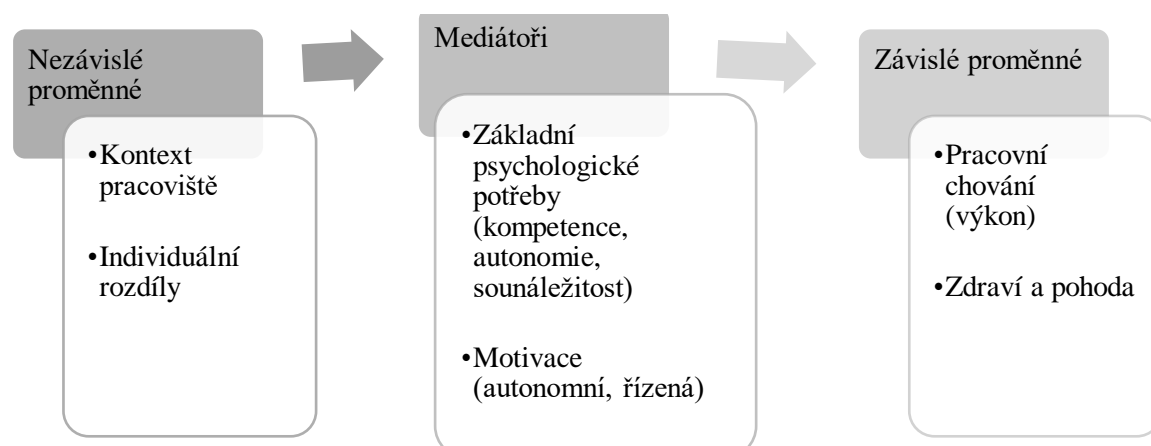 Nezávislé
proměnné
•Kontext
pracoviště
•Individuální
rozdíly
Mediátoři
•Základní
psychologické
potřeby
(kompetence,
autonomie,
sounáležitost)
•Motivace
(autonomní, řízená)
Závislé proměnné
•Pracovní
chování
(výkon)
•Zdraví a pohoda